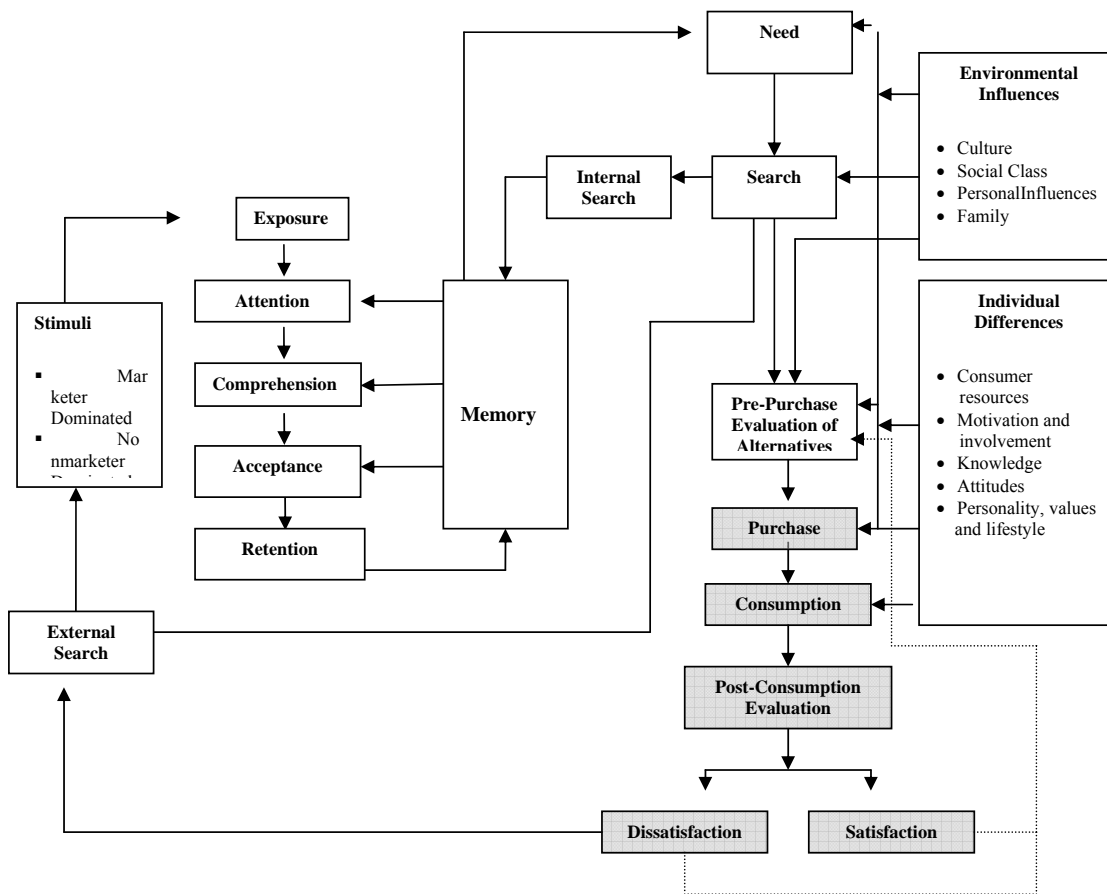 Need
Environmental
Influences
• Culture
• Social Class
• PersonalInfluences
• Family
Internal
Search
Search
Exposure
Attention
Stimuli
▪ Mar
keter
Dominated
▪ No
nmarketer
Comprehension
Acceptance
Retention
Memory
Individual
Differences
• Consumer
resources
• Motivation and
involvement
• Knowledge
• Attitudes
• Personality, values
and lifestyle
Pre-Purchase
Evaluation of
Alternatives
Purchase
Consumption
External
Search
Post-Consumption
Evaluation
Dissatisfaction
Satisfaction